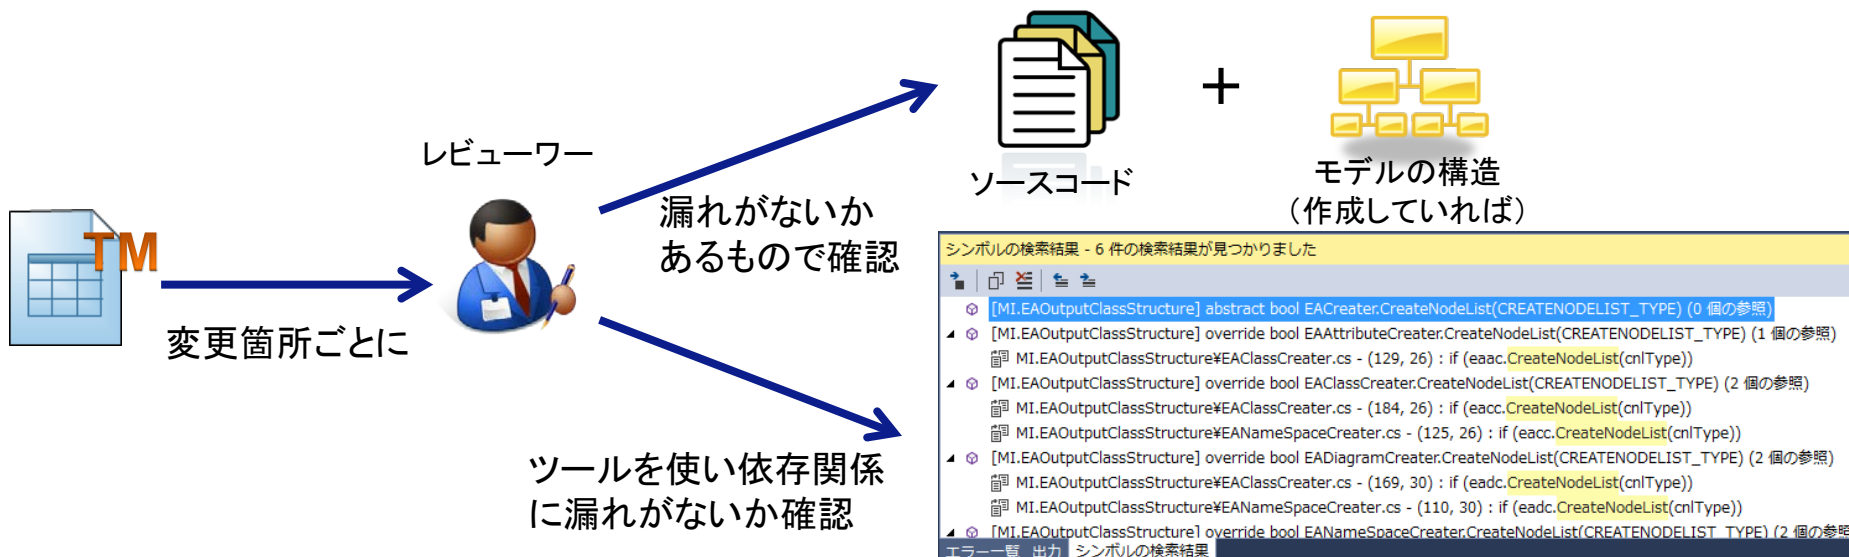 TM
変更箇所ごとに
レビューワー
漏れがないか
あるもので確認
ツールを使い依存関係
に漏れがないか確認
ソースコード
+
モデルの構造
(作成していれば)
シンボルの検索結果 - 6 件の検索結果が見つかりました
[MI.EAOutputClassStructure] abstract bool EACreater.CreateNodeList(CREATENODELIST_TYPE) (0 個の参照)
[MI.EAOutputClassStructure] override bool EAAttributeCreater.CreateNodeList(CREATENODELIST_TYPE) (1 個の参照)
MI.EAOutputClassStructure¥EAClassCreater.cs - (129, 26) : if (eaac.CreateNodeList(cnlType))
[MI.EAOutputClassStructure] override bool EAClassCreater.CreateNodeList(CREATENODELIST_TYPE) (2 個の参照)
MI.EAOutputClassStructure¥EAClassCreater.cs - (184, 26) : if (eacc.CreateNodeList(cnlType))
MI.EAOutputClassStructure¥EANameSpaceCreater.cs - (125, 26) : if (eacc.CreateNodeList(cnlType))
[MI.EAOutputClassStructure] override bool EADiagramCreater.CreateNodeList(CREATENODELIST_TYPE) (2 個の参照)
MI.EAOutputClassStructure¥EAClassCreater.cs - (169, 30) : if (eadc.CreateNodeList(cnlType))
MI.EAOutputClassStructure¥EANameSpaceCreater.cs - (110, 30) : if (eadc.CreateNodeList(cnlType))
[MI.EAOutputClassStructure] override bool EANameSpaceCreater.CreateNodeList(CREATENODELIST_TYPE) (2 個の参照
エラー一覧 出力 シンボルの検索結果